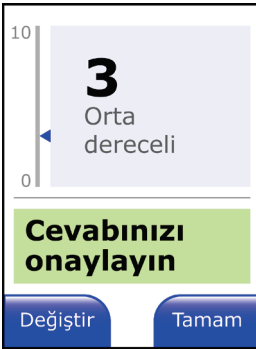 10
3
Orta
dereceli
0
Cevabınızı
onaylayın
Değiştir
Tamam